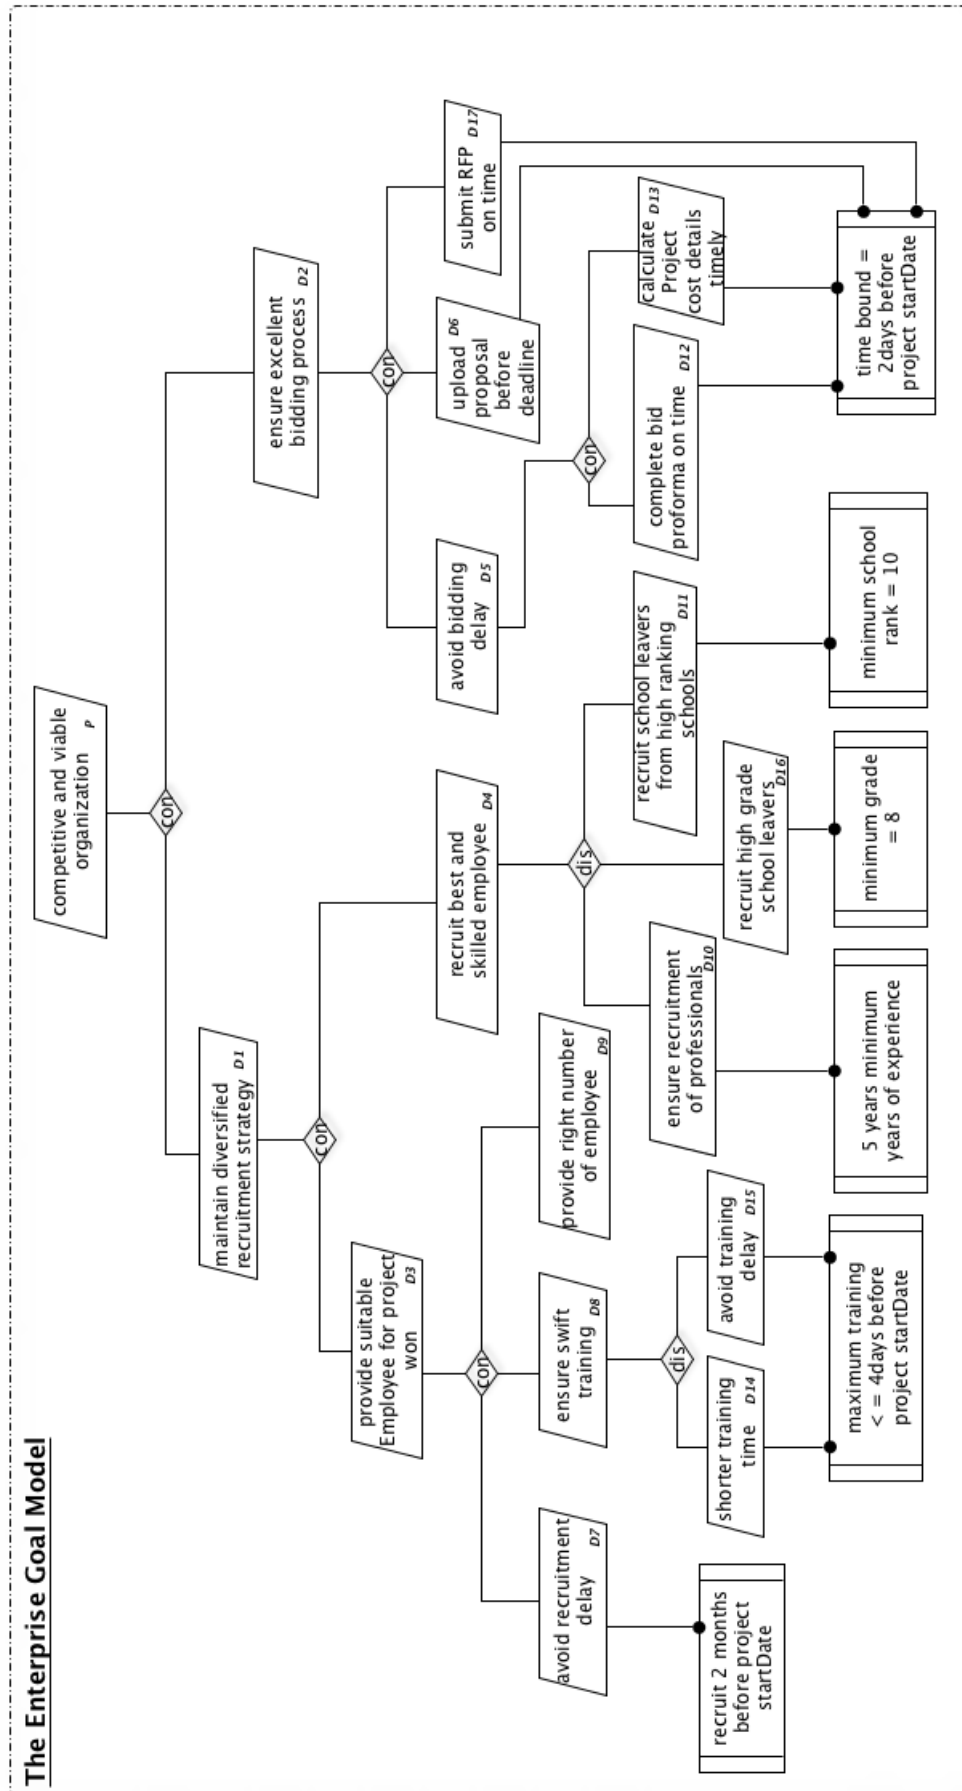 The Enterprise Goal Model
competitive and viable
organization
P
con
maintain diversified
recruitment strategy
D1
ensure excellent
bidding process
D2
con
provide suitable
Employee for project
won
D3
recruit best and
skilled employee
D4
con
avoid bidding
delay
D5
upload
proposal
before
deadline
D6
submit RFP
on time
D17
con
avoid recruitment
delay
D7
ensure swift
training
D8
provide right number
of employee
D9
dis
con
dis
shorter training
time
D14
avoid training
delay
D15
ensure recruitment
of professionals
D10
recruit high grade
school leavers
D16
recruit school leavers
from high ranking
schools
D11
complete bid
proforma on time
D12
calculate
Project
cost details
timely
D13
recruit 2 months
before project
startDate
maximum training
< = 4days before
project startDate
5 years minimum
years of experience
minimum grade
= 8
minimum school
rank = 10
time bound =
2days before
project startDate